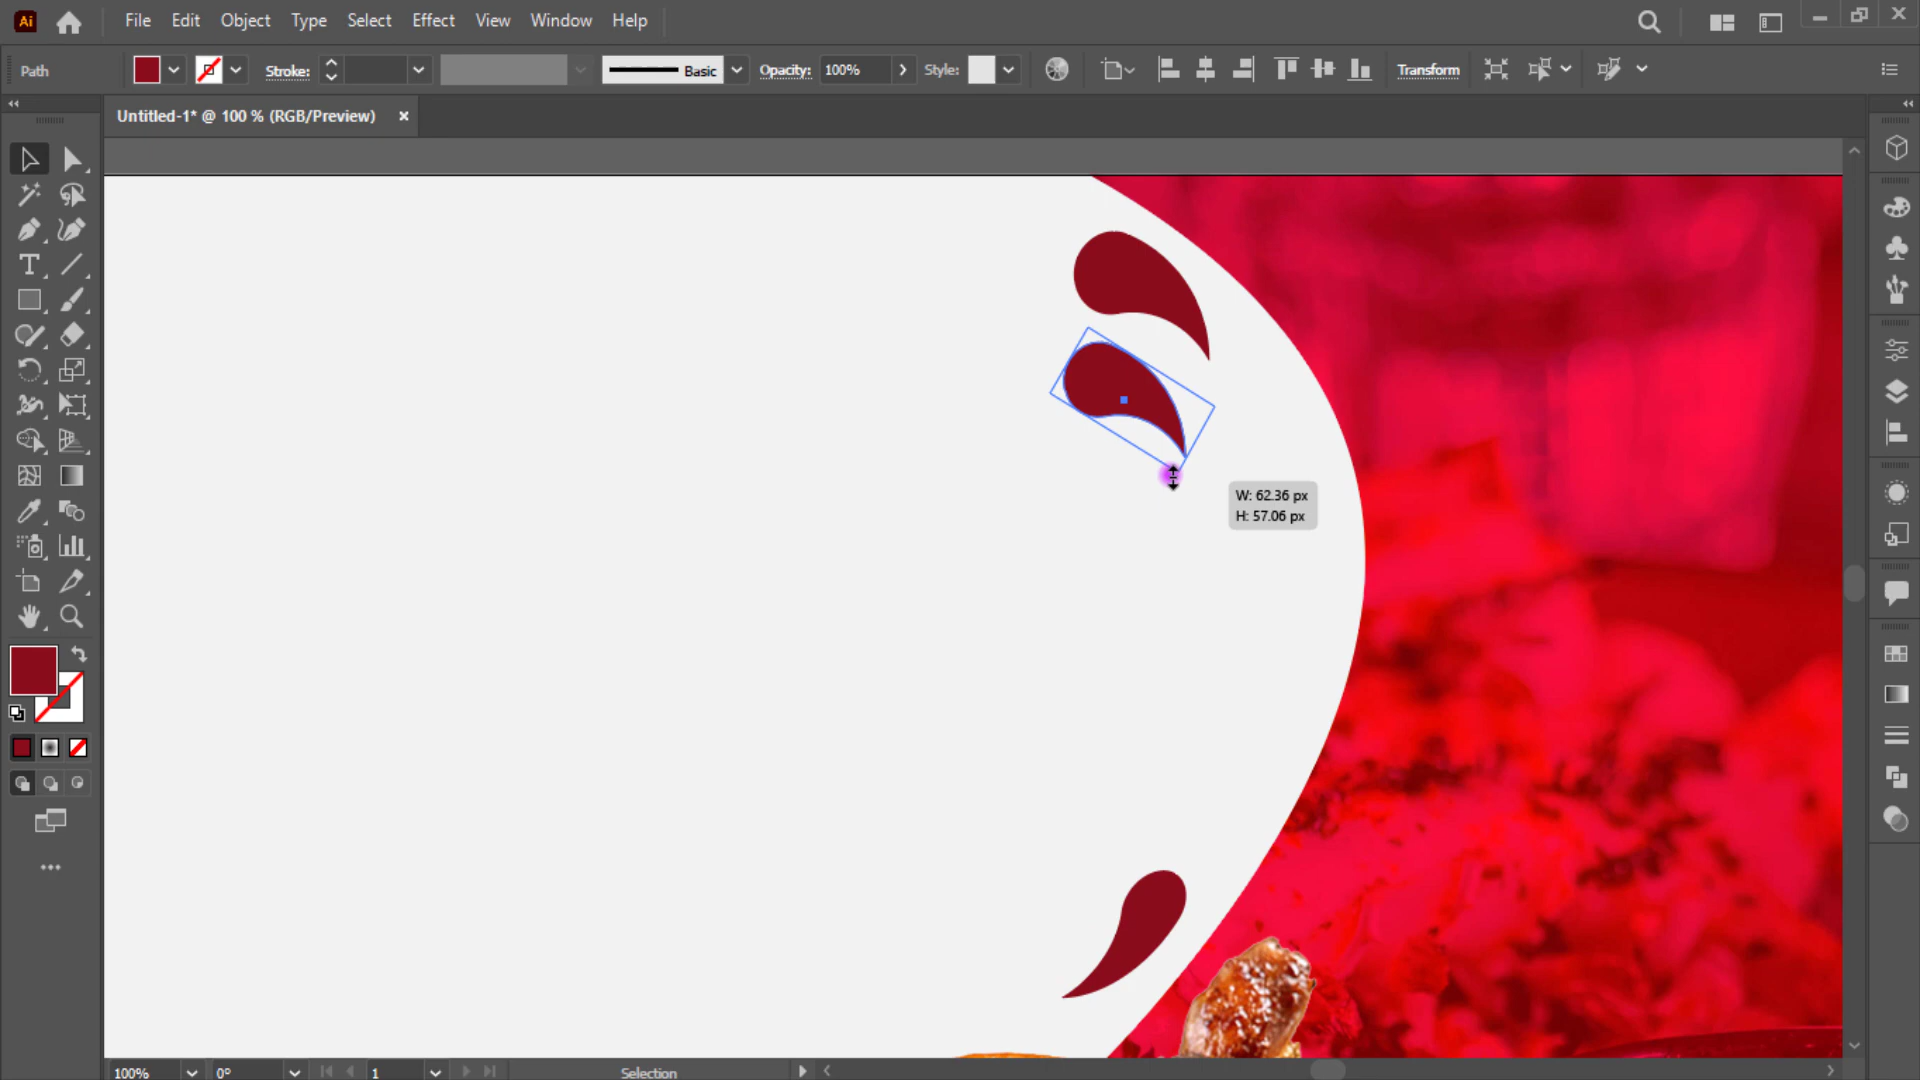 Ai File Edit Object Type Select Effect View Window Help
Path Stroke: Basic Opacity: 100% Style: Transform
Untitled-1* @ 100 % (RGB/Preview) ×
W: 62.36 px
H: 57.06 px
100% 0° 1 Selection